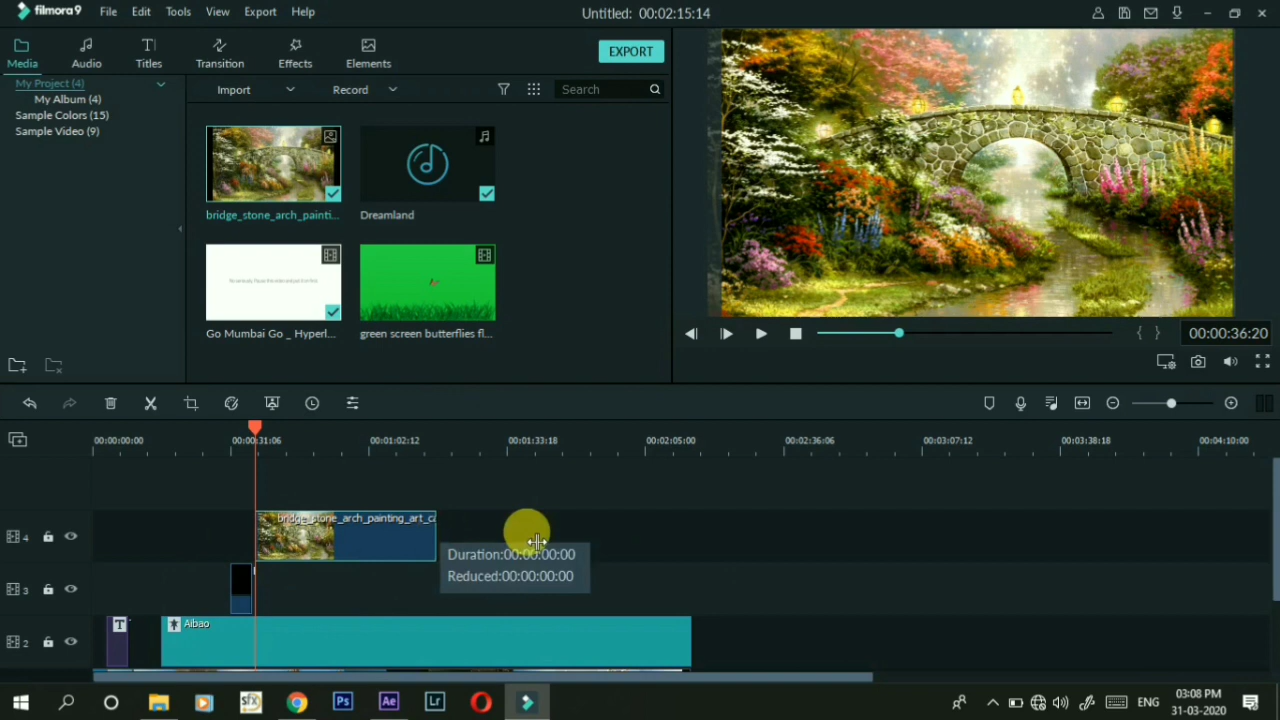 filmora9 File Edit Tools View Export Help Untitled: 00:02:15:14
Media Audio Titles Transition Effects Elements EXPORT
My Project (4)
My Album (4)
Sample Colors (15)
Sample Video (9)
Import Record Search
bridge_stone_arch_painti... Dreamland
Go Mumbai Go _ Hyperl... green screen butterflies fl...
00:00:36:20
00:00:00:00 00:00:31:06 00:01:02:12 00:01:33:18 00:02:05:00 00:02:36:06 00:03:07:12 00:03:38:18 00:04:10:00
4 bridge_stone_arch_painting_art_c
Duration:00:00:00:00
Reduced:00:00:00:00
3
2 T Aibao
SFX Ps Ae Lr ENG 03:08 PM
31-03-2020